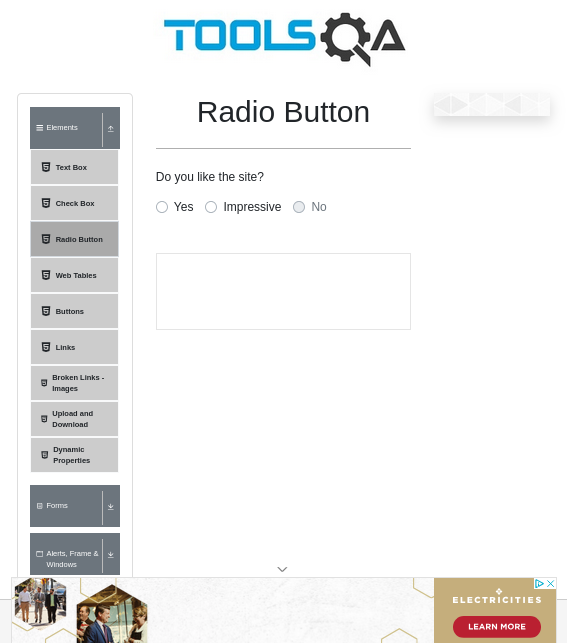 TOOLSQA
Radio Button
Elements
Text Box
Check Box
Radio Button
Web Tables
Buttons
Links
Broken Links -
Images
Upload and
Download
Dynamic
Properties
Forms
Alerts, Frame &
Windows
Do you like the site?
Yes
Impressive
No
ELECTRICITIES
LEARN MORE